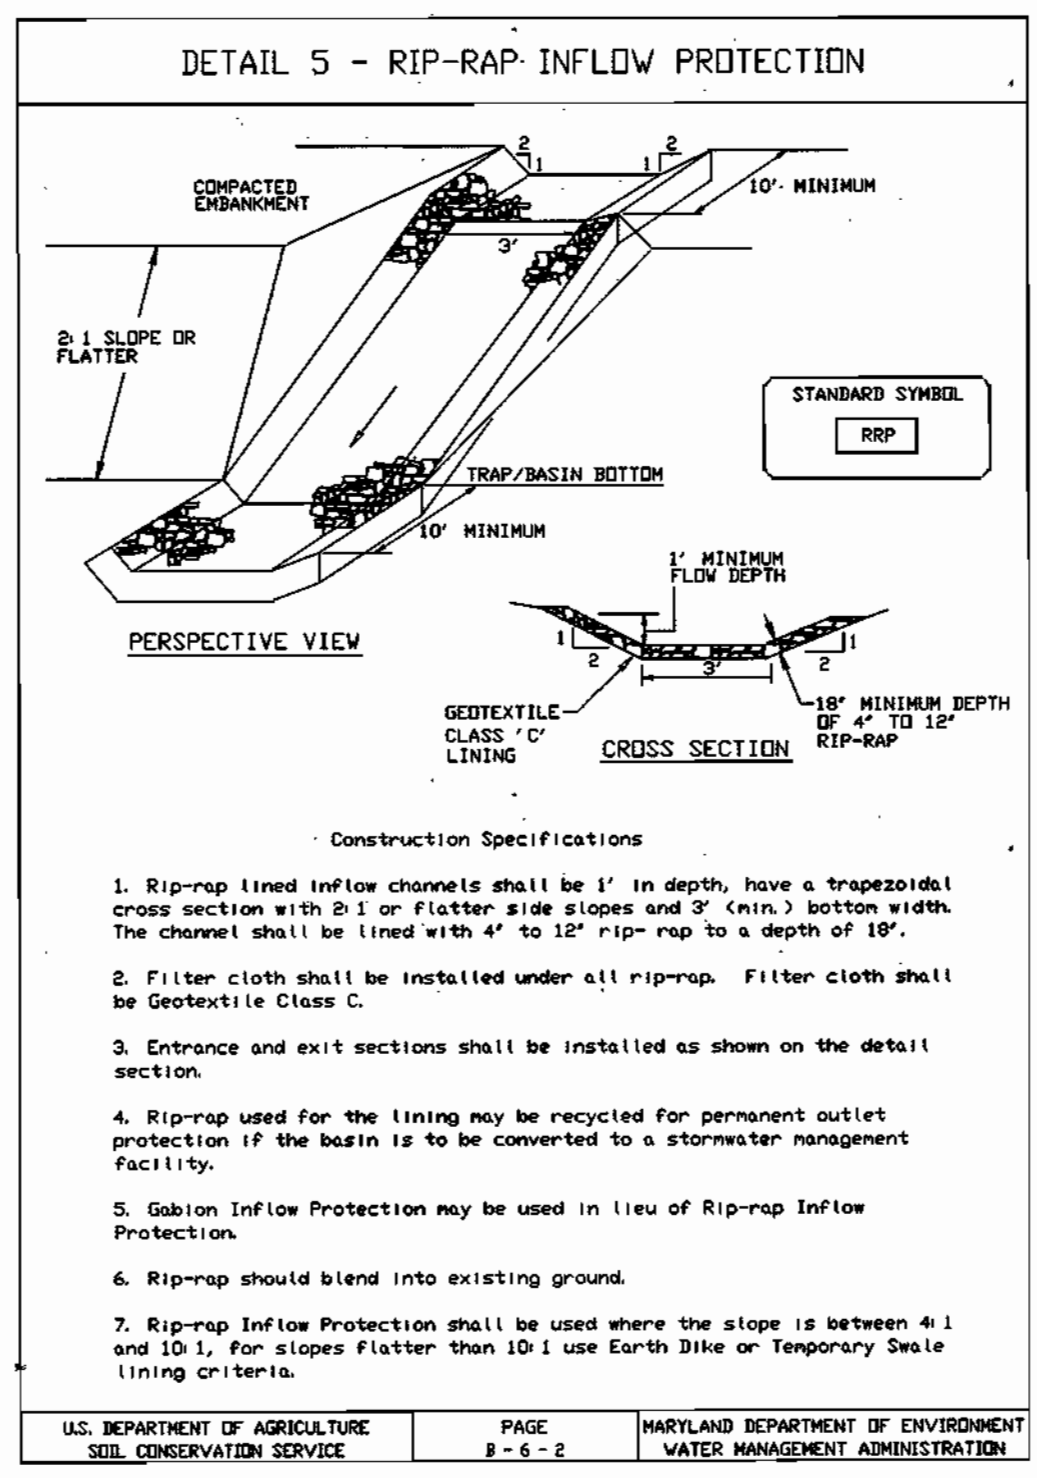 DETAIL 5 - RIP-RAP INFLOW PROTECTION
2
1
2
1
COMPACTED
EMBANKMENT
10' MINIMUM
3'
2:1 SLOPE OR
FLATTER
STANDARD SYMBOL
RRP
TRAP/BASIN BOTTOM
10' MINIMUM
PERSPECTIVE VIEW
1' MINIMUM
FLOW DEPTH
1
2
3'
1
2
GEOTEXTILE
CLASS 'C'
LINING
18" MINIMUM DEPTH
OF 4" TO 12"
RIP-RAP
CROSS SECTION
Construction Specifications
1. Rip-rap lined inflow channels shall be 1' in depth, have a trapezoidal
cross section with 2:1 or flatter side slopes and 3' (min.) bottom width.
The channel shall be lined with 4" to 12" rip- rap to a depth of 18".
2. Filter cloth shall be installed under all rip-rap. Filter cloth shall
be Geotextile Class C.
3. Entrance and exit sections shall be installed as shown on the detail
section.
4. Rip-rap used for the lining may be recycled for permanent outlet
protection if the basin is to be converted to a stormwater management
facility.
5. Gabion Inflow Protection may be used in lieu of Rip-rap Inflow
Protection.
6. Rip-rap should blend into existing ground.
7. Rip-rap Inflow Protection shall be used where the slope is between 4:1
and 10:1, for slopes flatter than 10:1 use Earth Dike or Temporary Swale
lining criteria.
U.S. DEPARTMENT OF AGRICULTURE
SOIL CONSERVATION SERVICE
PAGE
B - 6 - 2
MARYLAND DEPARTMENT OF ENVIRONMENT
WATER MANAGEMENT ADMINISTRATION